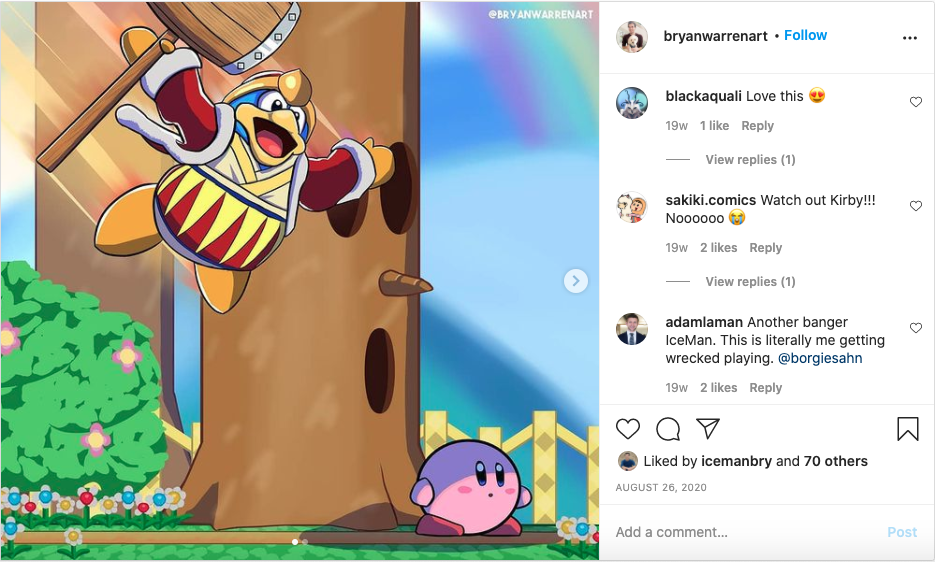 @BRYANWARRENART
bryanwarrenart • Follow
blackaquali Love this 😍
19w 1 like Reply
View replies (1)
sakiki.comics Watch out Kirby!!!
Noooooo 😭
19w 2 likes Reply
View replies (1)
adamlaman Another banger
IceMan. This is literally me getting
wrecked playing. @borgiesahn
19w 2 likes Reply
Liked by icemanbry and 70 others
AUGUST 26, 2020
Add a comment... Post